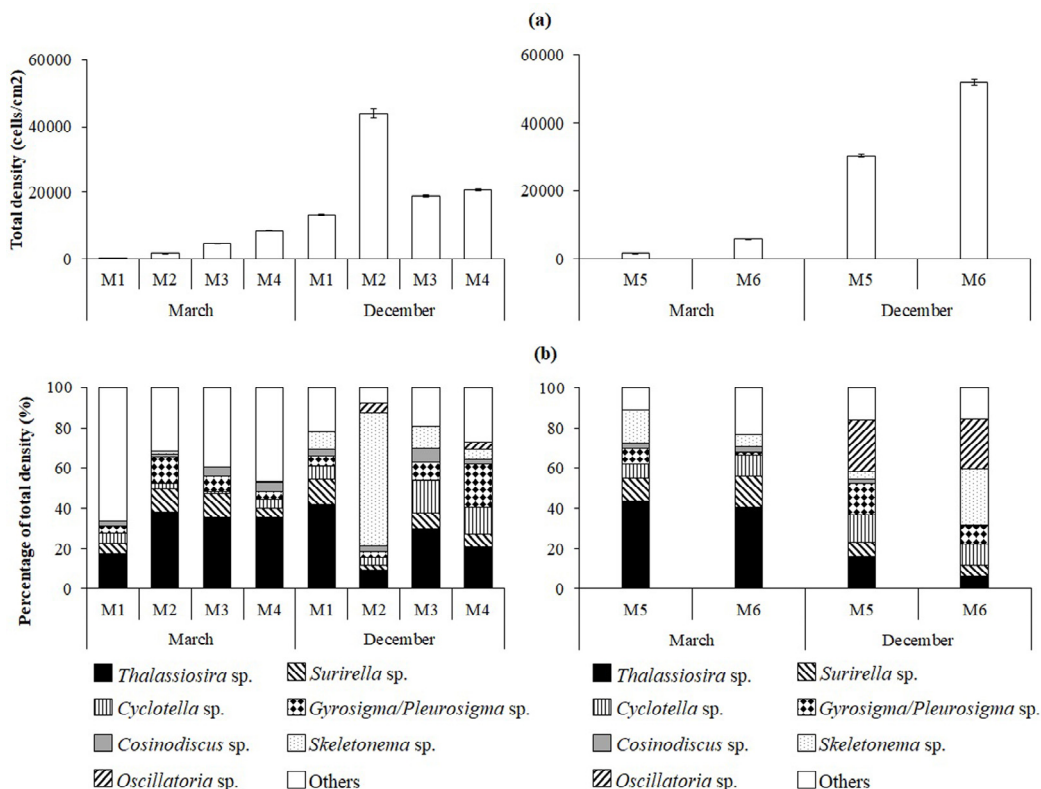 (a)
Total density (cells/cm2)
60000
40000
20000
0
M1 M2 M3 M4 M1 M2 M3 M4
March December
60000
40000
20000
0
M5 M6 M5 M6
March December
(b)
Percentage of total density (%)
100
80
60
40
20
0
M1 M2 M3 M4 M1 M2 M3 M4
March December
100
80
60
40
20
0
M5 M6 M5 M6
March December
Thalassiosira sp. Surirella sp.
Cyclotella sp. Gyrosigma/Pleurosigma sp.
Cosinodiscus sp. Skeletonema sp.
Oscillatoria sp. Others
Thalassiosira sp. Surirella sp.
Cyclotella sp. Gyrosigma/Pleurosigma sp.
Cosinodiscus sp. Skeletonema sp.
Oscillatoria sp. Others